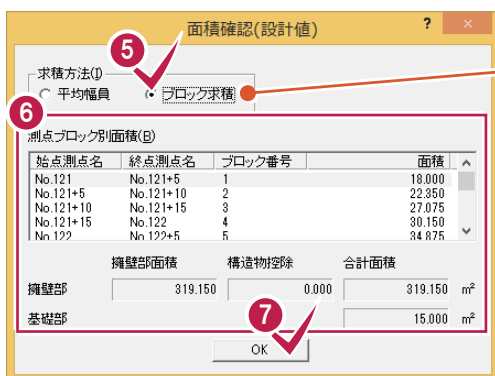 面積確認(設計値)
?
×
5
求積方法(I)
平均幅員
ブロック求積
6
測点ブロック別面積(B)
始点測点名 終点測点名 ブロック番号 面積
No.121 No.121+5 1 18.000
No.121+5 No.121+10 2 22.350
No.121+10 No.121+15 3 27.075
No.121+15 No.122 4 30.150
No.122 No.122+5 5 34.875
擁壁部面積 構造物控除 合計面積
擁壁部 319.150 0.000 319.150 m²
基礎部 15.000 m²
7
OK